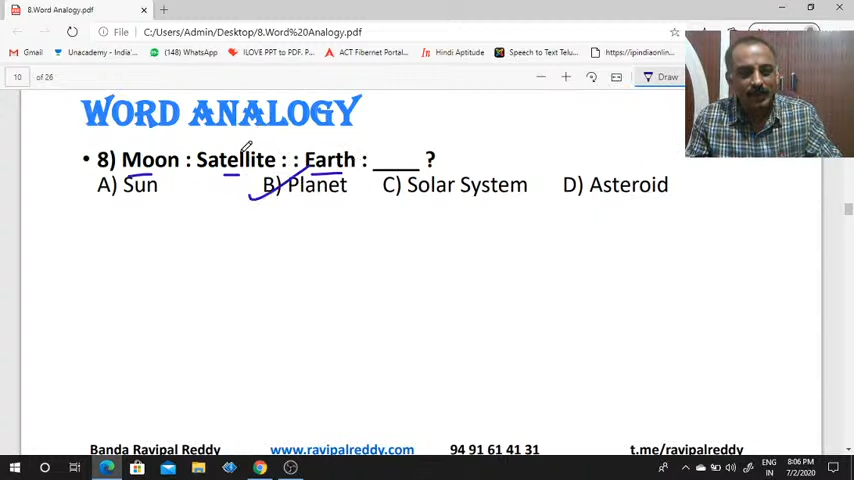 8.Word Analogy.pdf
File C:/Users/Admin/Desktop/8.Word%20Analogy.pdf
Gmail Unacademy - India'... (148) WhatsApp ILOVE PPT to PDF. P... ACT Fibernet Portal... Hindi Aptitude Speech to Text Telu... https://ipindiaonlin...
10 of 26 Draw
WORD ANALOGY
• 8) Moon : Satellite : : Earth : ____ ?
A) Sun B) Planet C) Solar System D) Asteroid
Banda Ravipal Reddy www.ravipalreddy.com 94 91 61 41 31 t.me/ravipalreddy
ENG 8:06 PM
IN 7/2/2020